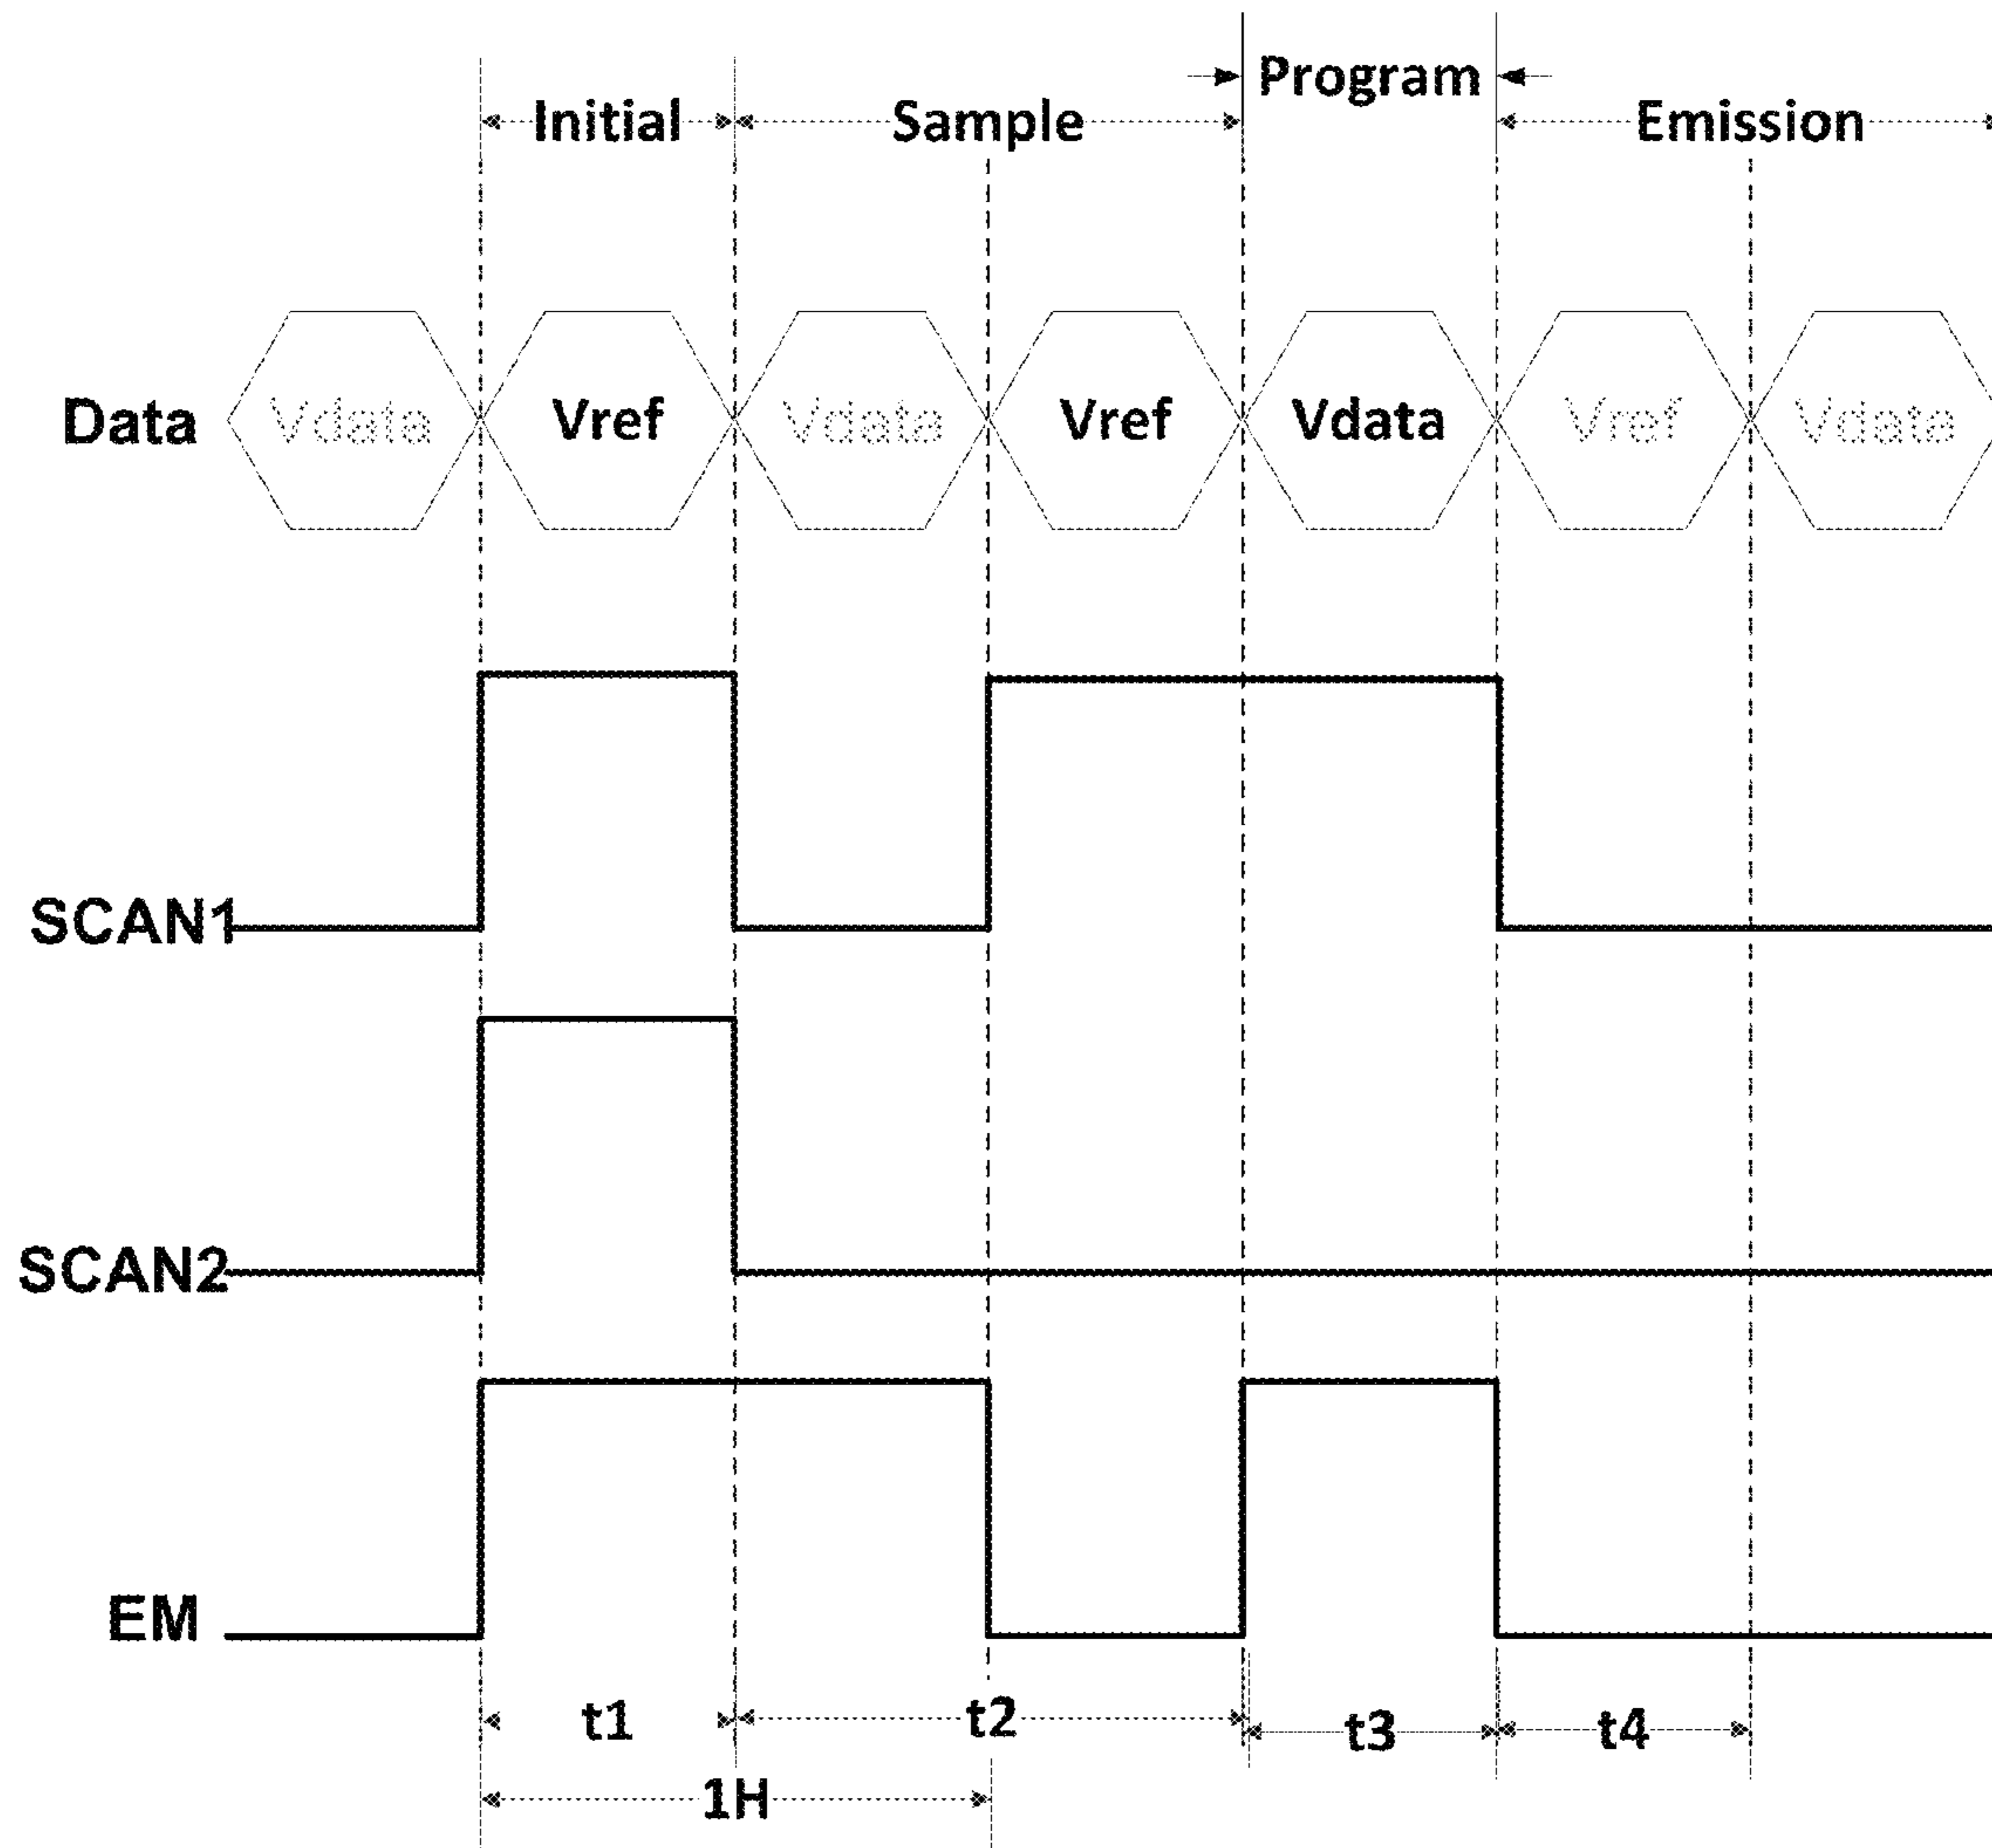 Program
Initial Sample Emission
Data Vdata Vref Vdata Vref Vdata Vref Vdata
SCAN1
SCAN2
EM
t1 t2 t3 t4
1H